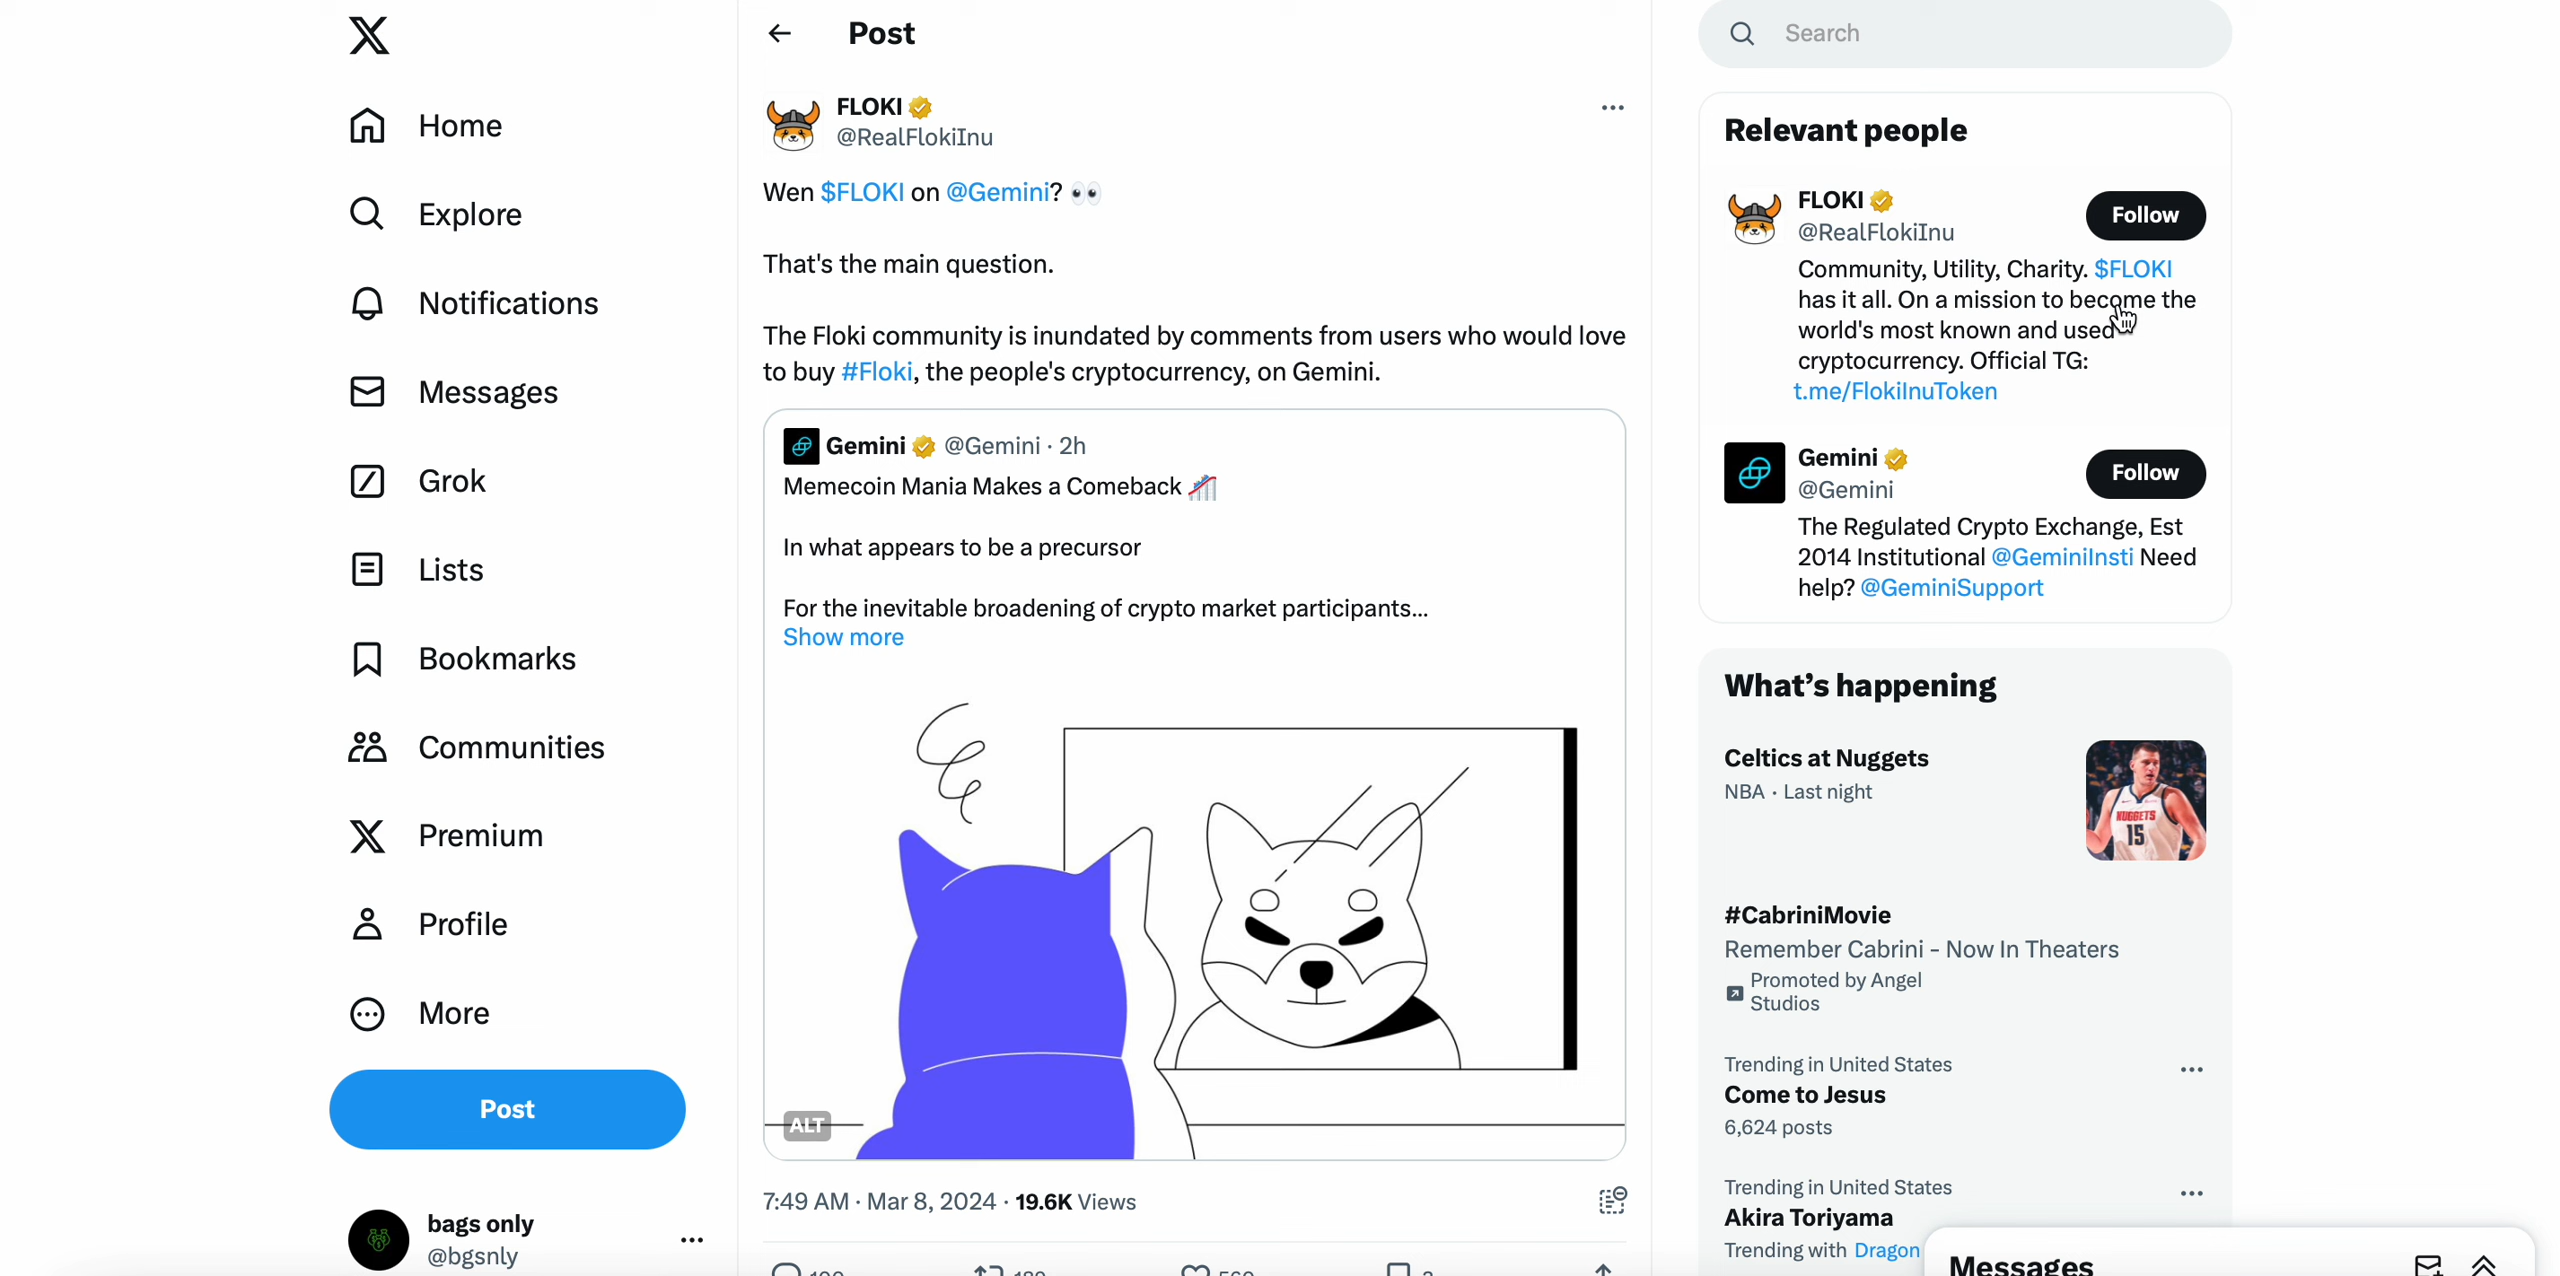 Home
Explore
Notifications
Messages
Grok
Lists
Bookmarks
Communities
Premium
Profile
More
Post
bags only
@bgsnly
Post
FLOKI
@RealFlokiInu
Wen $FLOKI on @Gemini? 👀
That's the main question.
The Floki community is inundated by comments from users who would love
to buy #Floki, the people's cryptocurrency, on Gemini.
Gemini @Gemini · 2h
Memecoin Mania Makes a Comeback 🎢
In what appears to be a precursor
For the inevitable broadening of crypto market participants...
Show more
ALT
7:49 AM · Mar 8, 2024 · 19.6K Views
Search
Relevant people
FLOKI
@RealFlokiInu
Follow
Community, Utility, Charity. $FLOKI
has it all. On a mission to become the
world's most known and used
cryptocurrency. Official TG:
t.me/FlokiInuToken
Gemini
@Gemini
Follow
The Regulated Crypto Exchange, Est
2014 Institutional @GeminiInsti Need
help? @GeminiSupport
What's happening
Celtics at Nuggets
NBA · Last night
NUGGETS
15
#CabriniMovie
Remember Cabrini - Now In Theaters
Promoted by Angel
Studios
Trending in United States
Come to Jesus
6,624 posts
Trending in United States
Akira Toriyama
Trending with Dragon
Messages